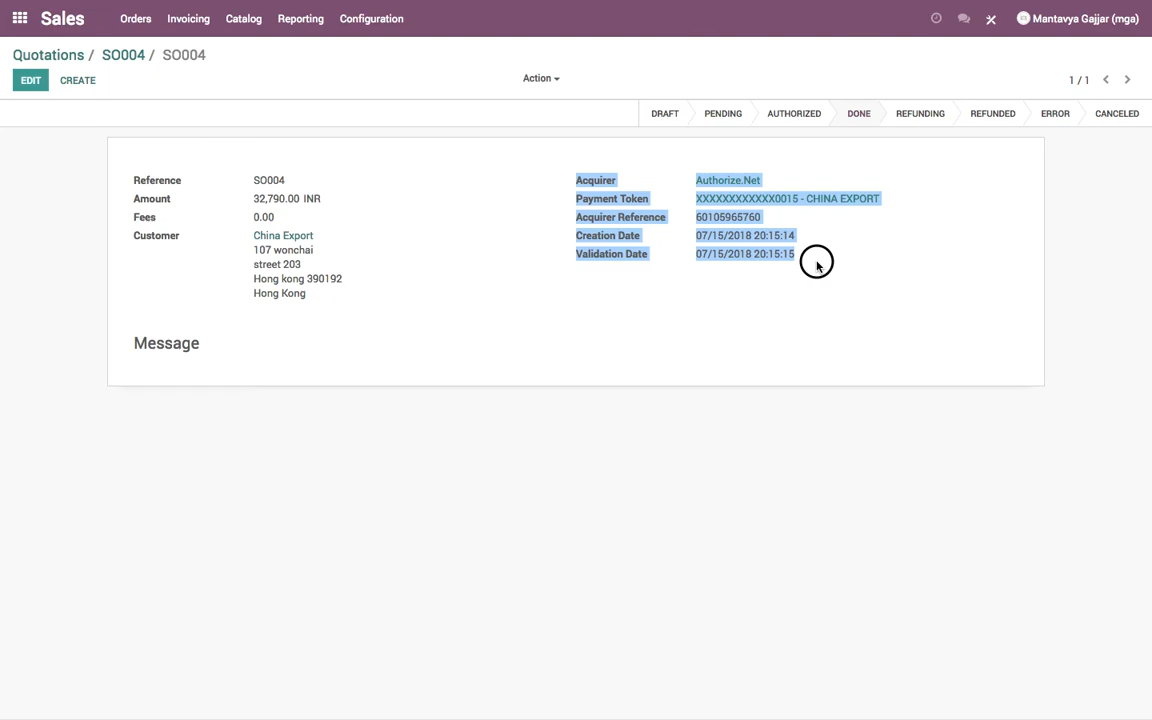 Sales Orders Invoicing Catalog Reporting Configuration Mantavya Gajjar (mga)
Quotations / SO004 / SO004
EDIT CREATE Action 1 / 1
DRAFT PENDING AUTHORIZED DONE REFUNDING REFUNDED ERROR CANCELED
Reference SO004 Acquirer Authorize.Net
Amount 32,790.00 INR Payment Token XXXXXXXXXXXX0015 - CHINA EXPORT
Fees 0.00 Acquirer Reference 60105965760
Customer China Export Creation Date 07/15/2018 20:15:14
107 wonchai Validation Date 07/15/2018 20:15:15
street 203
Hong kong 390192
Hong Kong
Message